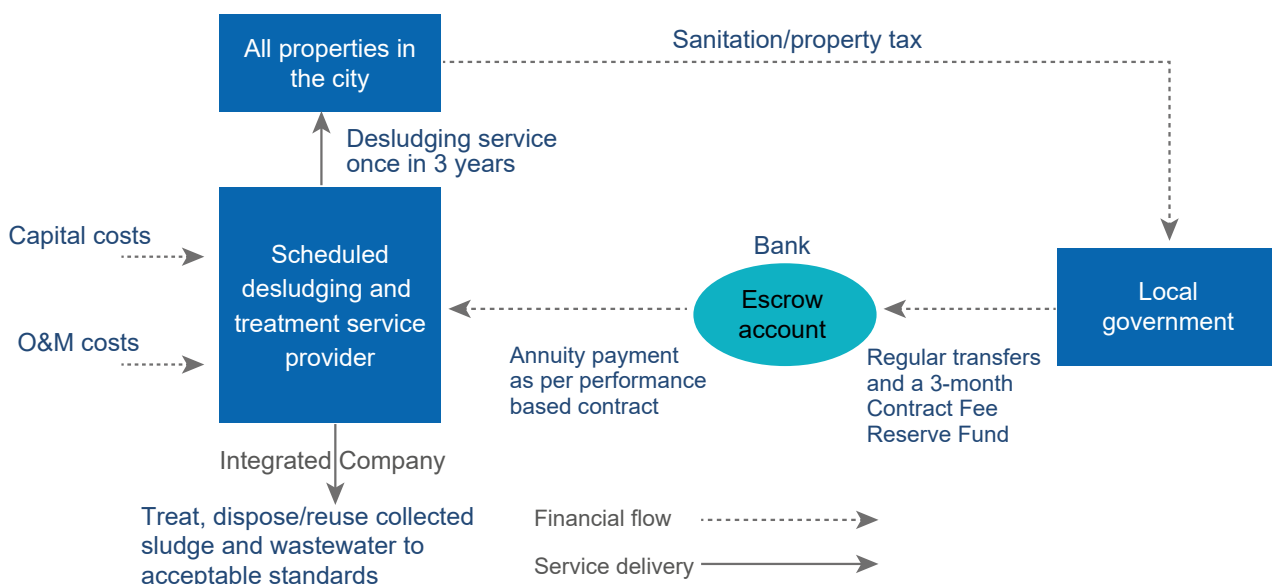 All properties in
the city
Sanitation/property tax
Desludging service
once in 3 years
Capital costs
O&M costs
Scheduled
desludging and
treatment service
provider
Bank
Escrow
account
Local
government
Annuity payment
as per performance
based contract
Regular transfers
and a 3-month
Contract Fee
Reserve Fund
Integrated Company
Treat, dispose/reuse collected
sludge and wastewater to
acceptable standards
Financial flow
Service delivery